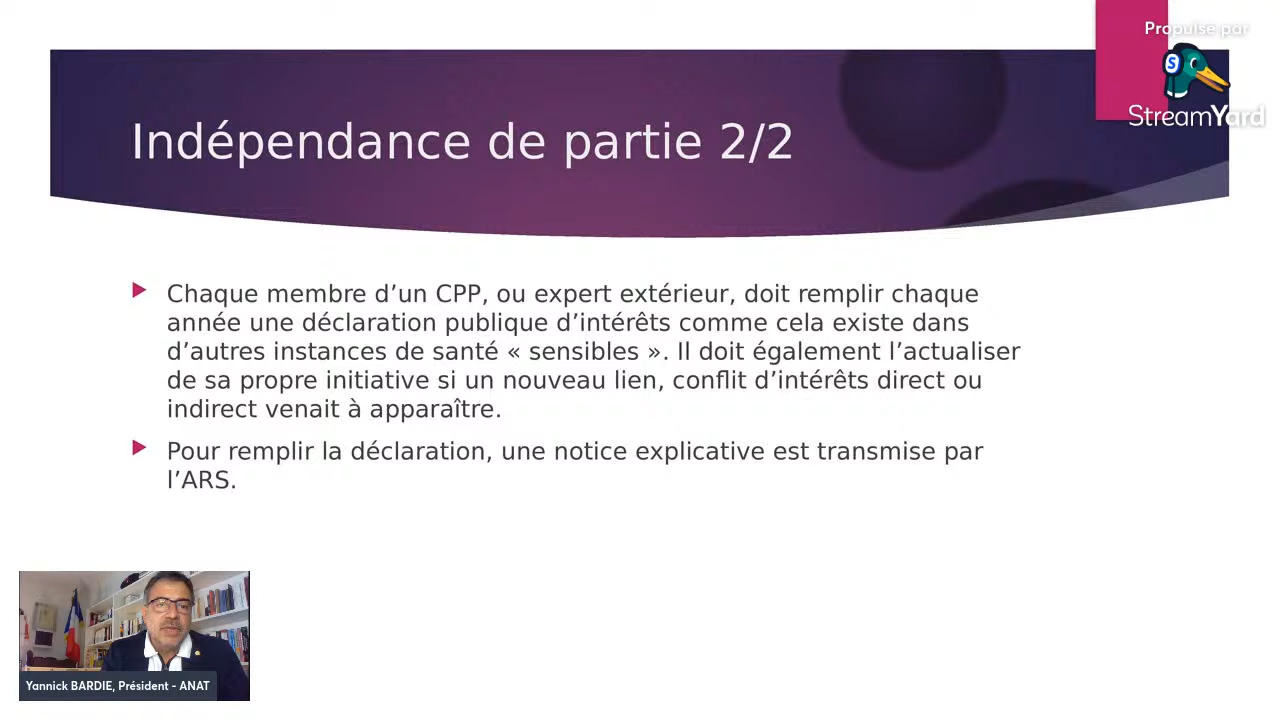 Propulsé par
StreamYard
Indépendance de partie 2/2
Chaque membre d’un CPP, ou expert extérieur, doit remplir chaque
année une déclaration publique d’intérêts comme cela existe dans
d’autres instances de santé « sensibles ». Il doit également l’actualiser
de sa propre initiative si un nouveau lien, conflit d’intérêts direct ou
indirect venait à apparaître.
Pour remplir la déclaration, une notice explicative est transmise par
l’ARS.
Yannick BARDIE, Président - ANAT